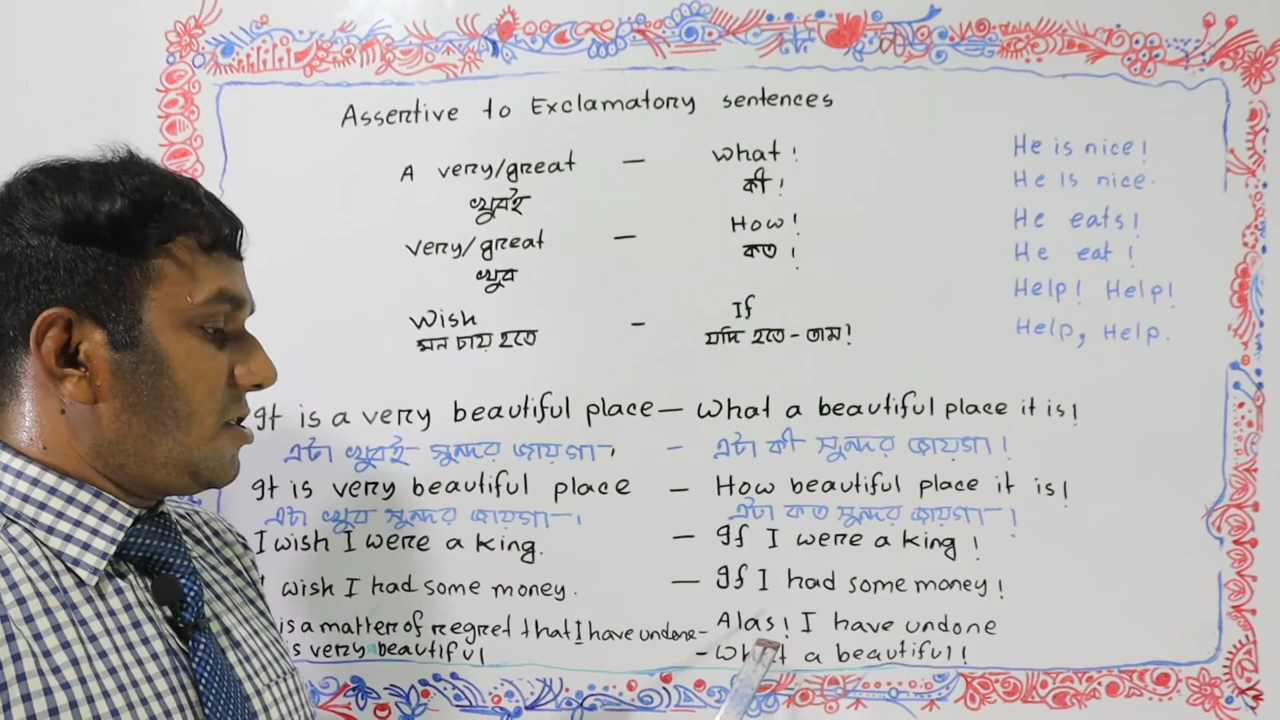 Assertive to Exclamatory sentences
A very/great — What!
খুবই কী!
very/great — How!
খুব কত!
Wish — If
মন চায় হতে যদি হতে - তাম!
He is nice!
He Is nice.
He eats!
He eat!
Help! Help!
Help, Help.
It is a very beautiful place — What a beautiful place it is!
এটা খুবই সুন্দর জায়গা। — এটা কী সুন্দর জায়গা!
It is very beautiful place — How beautiful place it is!
এটা খুব সুন্দর জায়গা। এটা কত সুন্দর জায়গা!
I wish I were a king. — If I were a king!
wish I had some money. — If I had some money!
is a matter of regret that I have undone - Alas! I have undone
s very beautiful - What a beautiful!